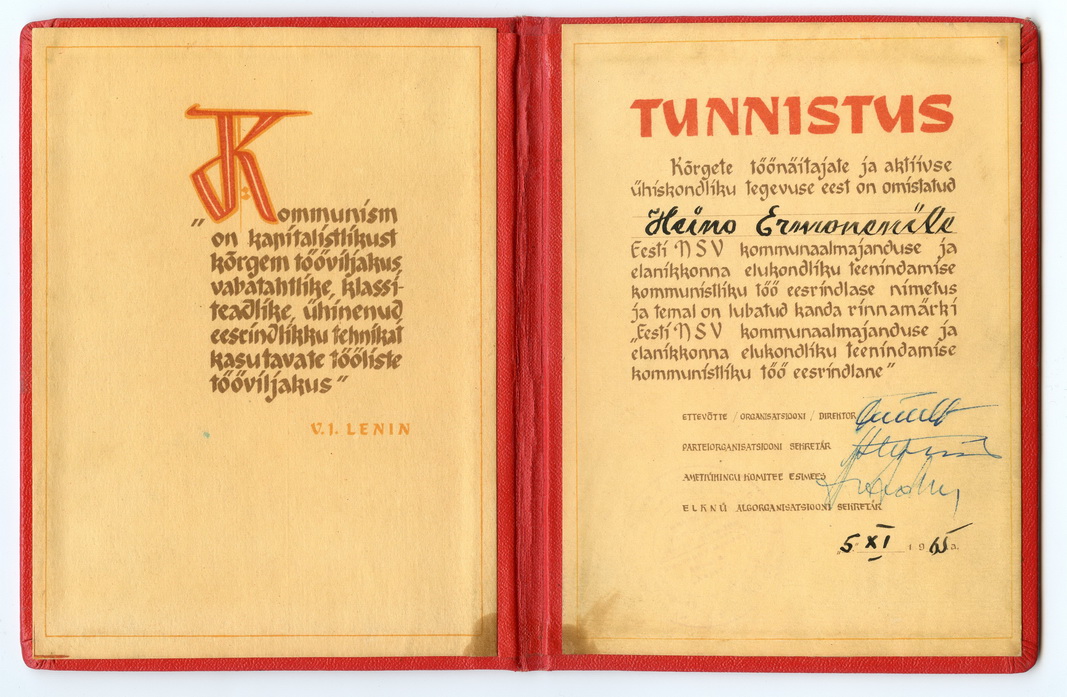 „Kommunism
on kapitalistlikust
kõrgem tööviljakus
vabatahtlike, klassi-
teadlike, ühinenud
eesrindlikku tehnikat
kasutavate tööliste
tööviljakus”
V. I. LENIN
TUNNISTUS
Kõrgete töönäitajate ja aktiivse
ühiskondliku tegevuse eest on omistatud
Heino Ermonenile
Eesti NSV kommunaalmajanduse ja
elanikkonna elukondliku teenindamise
kommunistliku töö eesrindlase nimetus
ja temal on lubatud kanda rinnamärki
„Eesti NSV kommunaalmajanduse ja
elanikkonna elukondliku teenindamise
kommunistliku töö eesrindlane”
ETTEVÕTTE / ORGANISATSIOONI / DIREKTOR
PARTEIORGANISATSIOONI SEKRETÄR
AMETIÜHINGU KOMITEE ESIMEES
ELKNÜ ALGORGANISATSIOONI SEKRETÄR
„5 XI 1965 a.